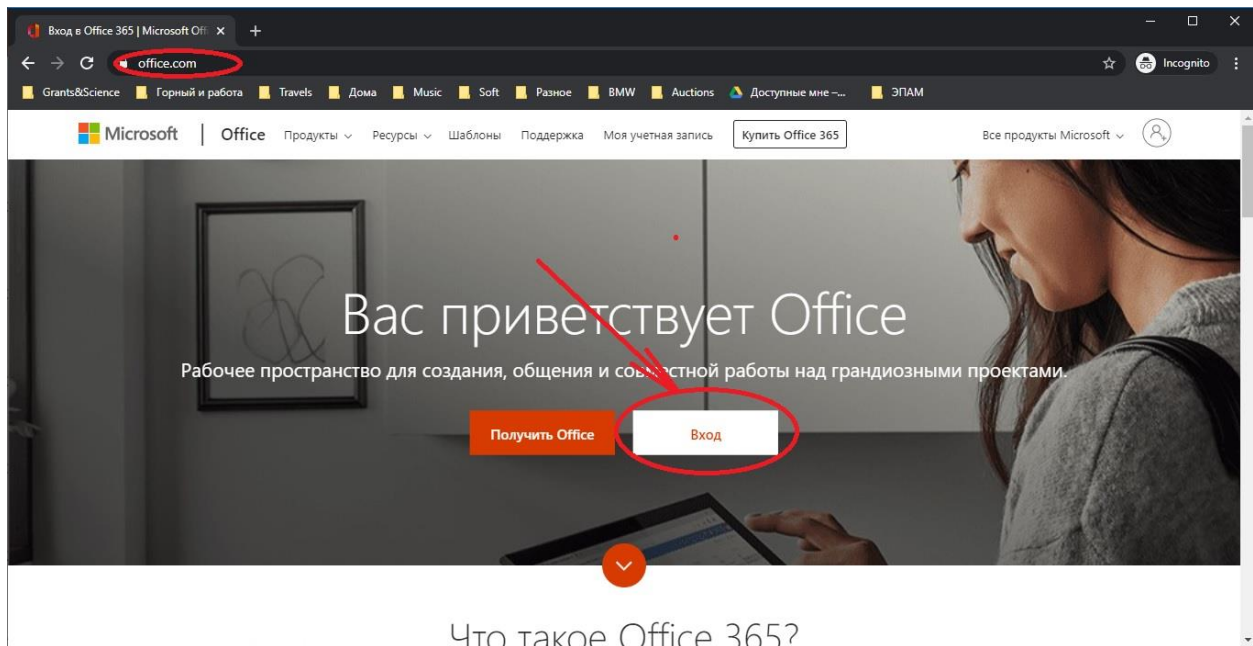 Вход в Office 365 | Microsoft Offi
office.com
Incognito
Grants&Science Горный и работа Travels Дома Music Soft Разное BMW Auctions Доступные мне –... ЭПАМ
Microsoft | Office Продукты Ресурсы Шаблоны Поддержка Моя учетная запись Купить Office 365 Все продукты Microsoft
Вас приветствует Office
Рабочее пространство для создания, общения и совместной работы над грандиозными проектами.
Получить Office Вход
Что такое Office 365?